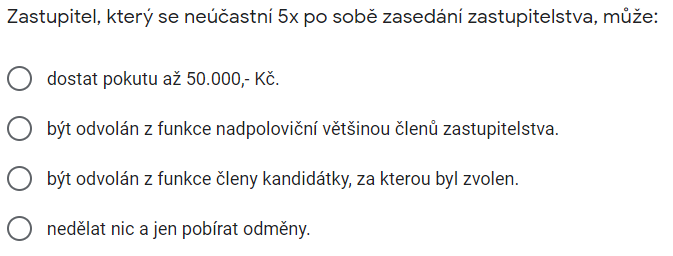 Zastupitel, který se neúčastní 5x po sobě zasedání zastupitelstva, může:
dostat pokutu až 50.000,- Kč.
být odvolán z funkce nadpoloviční většinou členů zastupitelstva.
být odvolán z funkce členy kandidátky, za kterou byl zvolen.
nedělat nic a jen pobírat odměny.